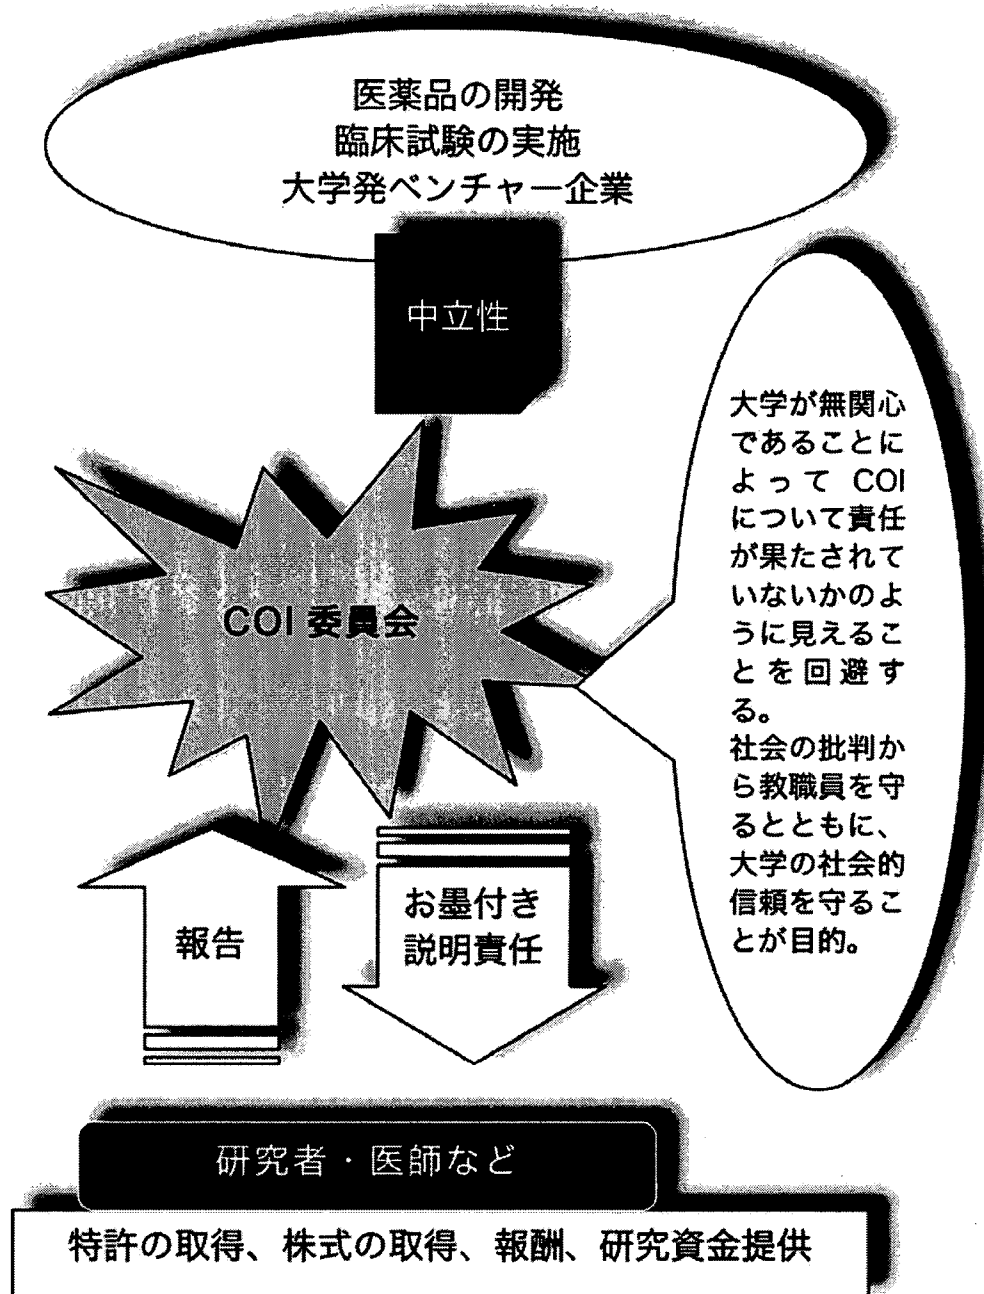 医薬品の開発
臨床試験の実施
大学発ベンチャー企業
中立性
COI 委員会
大学が無関心
であることに
よって COI
について責任
が果たされて
いないかのよ
うに見えるこ
とを回避す
る。
社会の批判か
ら教職員を守
るとともに、
大学の社会的
信頼を守るこ
とが目的。
報告
お墨付き
説明責任
研究者・医師など
特許の取得、株式の取得、報酬、研究資金提供